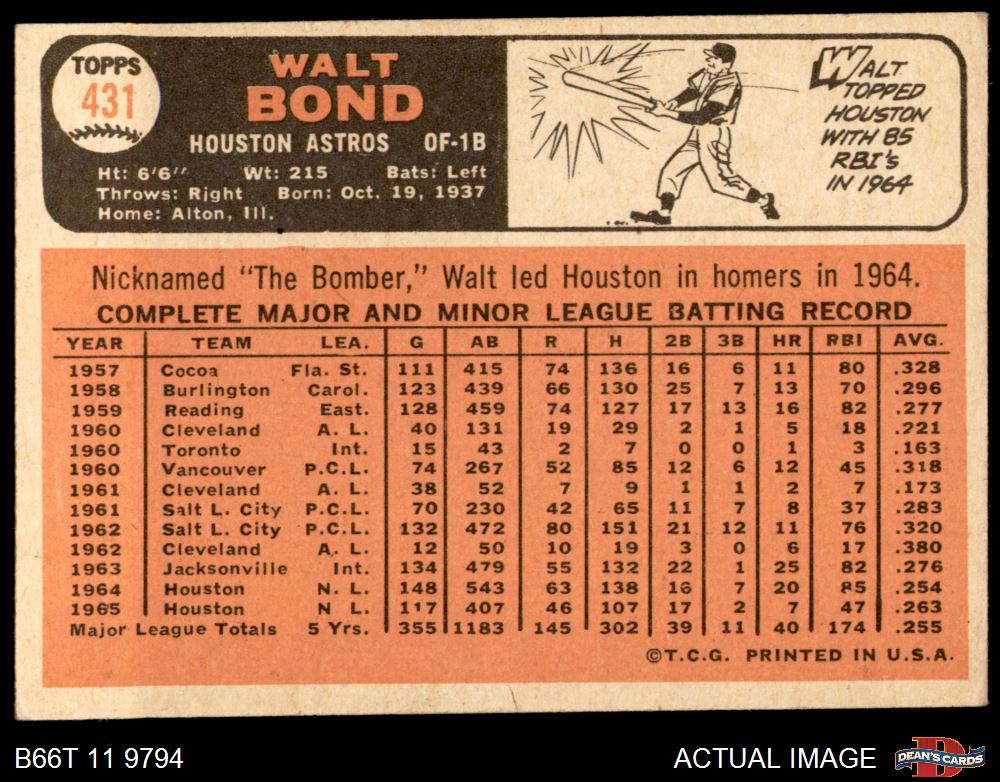 TOPPS
431
WALT
BOND
HOUSTON ASTROS OF-1B
Ht: 6'6" Wt: 215 Bats: Left
Throws: Right Born: Oct. 19, 1937
Home: Alton, Ill.
WALT
TOPPED
HOUSTON
WITH 85
RBI's
IN 1964
Nicknamed "The Bomber," Walt led Houston in homers in 1964.
COMPLETE MAJOR AND MINOR LEAGUE BATTING RECORD
YEAR TEAM LEA. G AB R H 2B 3B HR RBI AVG.
1957 Cocoa Fla. St. 111 415 74 136 16 6 11 80 .328
1958 Burlington Carol. 123 439 66 130 25 7 13 70 .296
1959 Reading East. 128 459 74 127 17 13 16 82 .277
1960 Cleveland A. L. 40 131 19 29 2 1 5 18 .221
1960 Toronto Int. 15 43 2 7 0 0 1 3 .163
1960 Vancouver P.C.L. 74 267 52 85 12 6 12 45 .318
1961 Cleveland A. L. 38 52 7 9 1 1 2 7 .173
1961 Salt L. City P.C.L. 70 230 42 65 11 7 8 37 .283
1962 Salt L. City P.C.L. 132 472 80 151 21 12 11 76 .320
1962 Cleveland A. L. 12 50 10 19 3 0 6 17 .380
1963 Jacksonville Int. 134 479 55 132 22 1 25 82 .276
1964 Houston N. L. 148 543 63 138 16 7 20 85 .254
1965 Houston N L. 117 407 46 107 17 2 7 47 .263
Major League Totals 5 Yrs. 355 1183 145 302 39 11 40 174 .255
©T.C.G. PRINTED IN U.S.A.
B66T 11 9794
ACTUAL IMAGE
D
DEAN'S CARDS